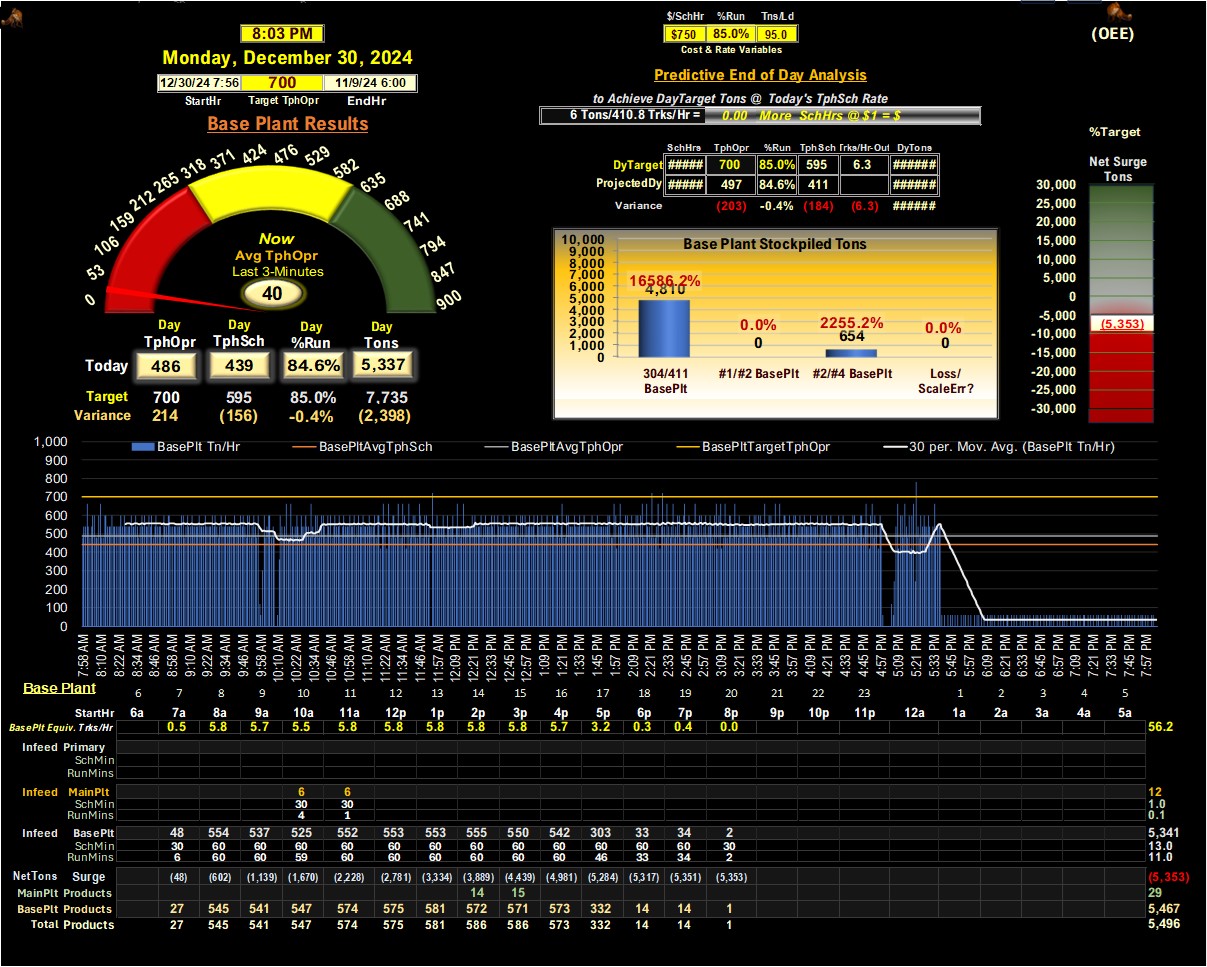 $/SchHr %Run Tns/Ld
$750 85.0% 95.0
Cost & Rate Variables
(OEE)
8:03 PM
Monday, December 30, 2024
12/30/24 7:56 700 11/9/24 6:00
StartHr Target TphOpr EndHr
Base Plant Results
Predictive End of Day Analysis
to Achieve DayTarget Tons @ Today's TphSch Rate
6 Tons/410.8 Trks/Hr = 0.00 More SchHrs @ $1 = $
SchHrs TphOpr %Run TphSch Trks/Hr-Out DyTons
DyTarget ##### 700 85.0% 595 6.3 ######
ProjectedDy ##### 497 84.6% 411 ######
Variance (203) -0.4% (184) (6.3) ######
%Target
Net Surge
Tons
30,000
25,000
20,000
15,000
10,000
5,000
0
-5,000
(5,353)
-10,000
-15,000
-20,000
-25,000
-30,000
0 53 106 159 212 265 318 371 424 476 529 582 635 688 741 794 847 900
Now
Avg TphOpr
Last 3-Minutes
40
Day Day Day Day
TphOpr TphSch %Run Tons
Today 486 439 84.6% 5,337
Target 700 595 85.0% 7,735
Variance 214 (156) -0.4% (2,398)
Base Plant Stockpiled Tons
10,000
9,000
8,000
7,000
6,000
5,000
4,000
3,000
2,000
1,000
0
16586.2% 0.0% 2255.2% 0.0%
4,810 0 654 0
304/411 #1/#2 BasePlt #2/#4 BasePlt Loss/
BasePlt ScaleErr?
BasePlt Tn/Hr BasePltAvgTphSch BasePltAvgTphOpr BasePltTargetTphOpr 30 per. Mov. Avg. (BasePlt Tn/Hr)
1,000
900
800
700
600
500
400
300
200
100
0
7:58 AM 8:10 AM 8:22 AM 8:34 AM 8:46 AM 8:58 AM 9:10 AM 9:22 AM 9:34 AM 9:46 AM 9:58 AM 10:10 AM 10:22 AM 10:34 AM 10:46 AM 10:58 AM 11:10 AM 11:22 AM 11:34 AM 11:46 AM 11:57 AM 12:09 PM 12:21 PM 12:33 PM 12:45 PM 12:57 PM 1:09 PM 1:21 PM 1:33 PM 1:45 PM 1:57 PM 2:09 PM 2:21 PM 2:33 PM 2:45 PM 2:57 PM 3:09 PM 3:21 PM 3:33 PM 3:45 PM 3:57 PM 4:09 PM 4:21 PM 4:33 PM 4:45 PM 4:57 PM 5:09 PM 5:21 PM 5:33 PM 5:45 PM 5:57 PM 6:09 PM 6:21 PM 6:33 PM 6:45 PM 6:57 PM 7:09 PM 7:21 PM 7:33 PM 7:45 PM 7:57 PM
Base Plant 6 7 8 9 10 11 12 13 14 15 16 17 18 19 20 21 22 23 1 2 3 4 5
StartHr 6a 7a 8a 9a 10a 11a 12p 1p 2p 3p 4p 5p 6p 7p 8p 9p 10p 11p 12a 1a 2a 3a 4a 5a
BasePlt Equiv. Trks/Hr 0.5 5.8 5.7 5.5 5.8 5.8 5.8 5.8 5.8 5.7 3.2 0.3 0.4 0.0 56.2
Infeed Primary
SchMin
RunMins
Infeed MainPlt 6 6 12
SchMin 30 30 1.0
RunMins 4 1 0.1
Infeed BasePlt 48 554 537 525 552 553 553 555 550 542 303 33 34 2 5,341
SchMin 30 60 60 60 60 60 60 60 60 60 60 60 60 30 13.0
RunMins 6 60 60 59 60 60 60 60 60 60 46 33 34 2 11.0
NetTons Surge (48) (602) (1,139) (1,670) (2,228) (2,781) (3,334) (3,889) (4,439) (4,981) (5,284) (5,317) (5,351) (5,353) (5,353)
MainPlt Products 14 15 29
BasePlt Products 27 545 541 547 574 575 581 572 571 573 332 14 14 1 5,467
Total Products 27 545 541 547 574 575 581 586 586 573 332 14 14 1 5,496